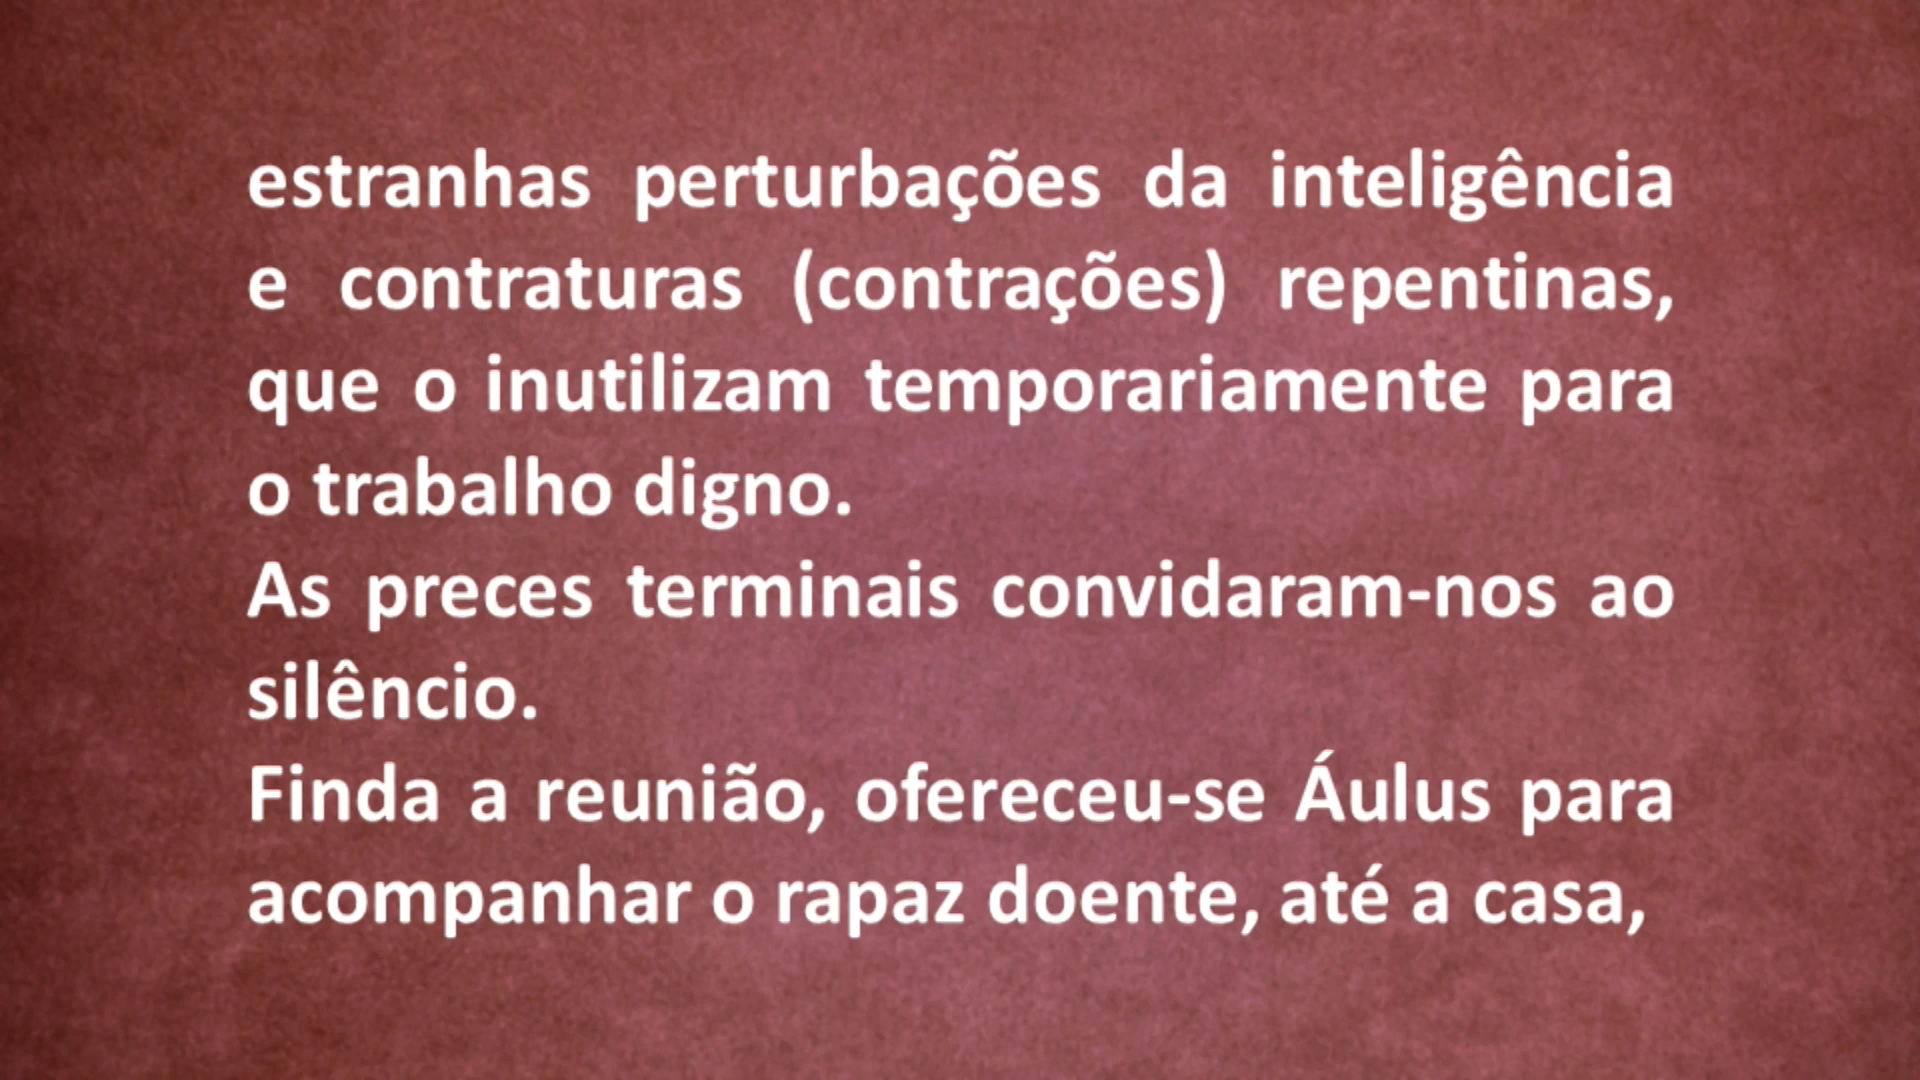 estranhas perturbações da inteligência
e contraturas (contrações) repentinas,
que o inutilizam temporariamente para
o trabalho digno.
As preces terminais convidaram-nos ao
silêncio.
Finda a reunião, ofereceu-se Áulus para
acompanhar o rapaz doente, até a casa,